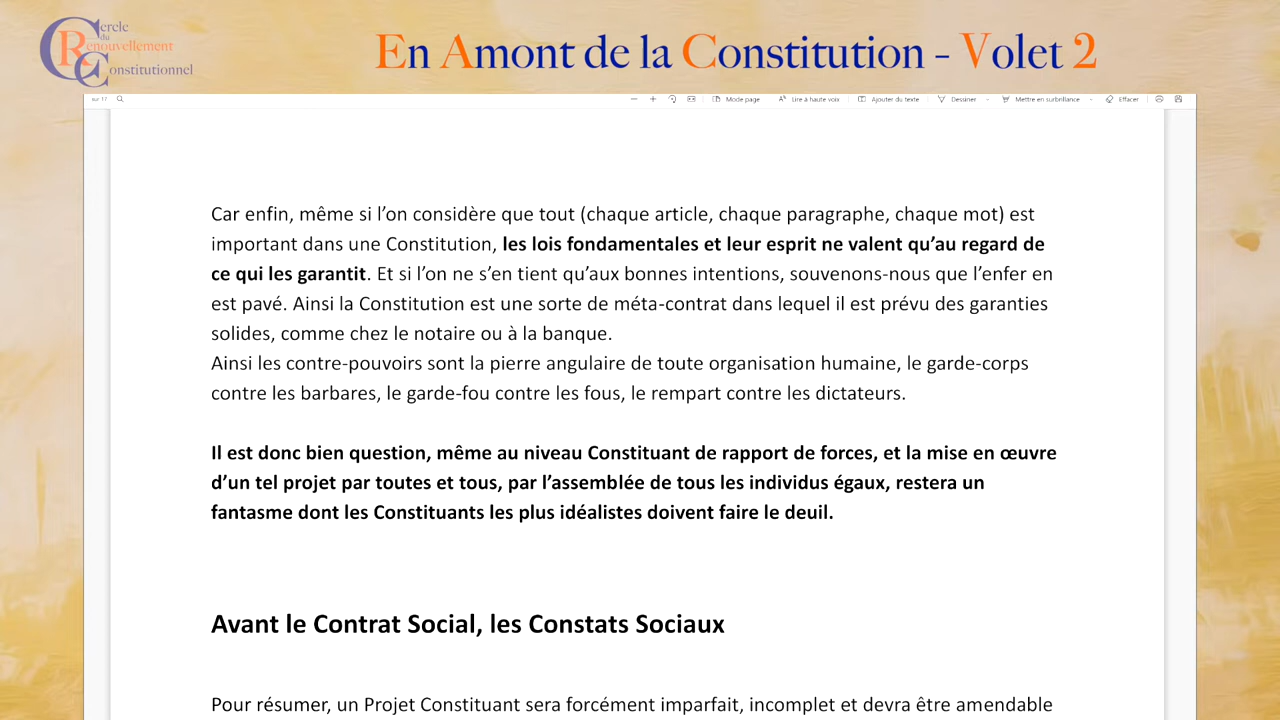 Cercle
du
Renouvellement
Constitutionnel
En Amont de la Constitution - Volet 2
sur 17
Mode page
Lire à haute voix
Ajouter du texte
Dessiner
Mettre en surbrillance
Effacer
Car enfin, même si l’on considère que tout (chaque article, chaque paragraphe, chaque mot) est
important dans une Constitution, les lois fondamentales et leur esprit ne valent qu’au regard de
ce qui les garantit. Et si l’on ne s’en tient qu’aux bonnes intentions, souvenons-nous que l’enfer en
est pavé. Ainsi la Constitution est une sorte de méta-contrat dans lequel il est prévu des garanties
solides, comme chez le notaire ou à la banque.
Ainsi les contre-pouvoirs sont la pierre angulaire de toute organisation humaine, le garde-corps
contre les barbares, le garde-fou contre les fous, le rempart contre les dictateurs.
Il est donc bien question, même au niveau Constituant de rapport de forces, et la mise en œuvre
d’un tel projet par toutes et tous, par l’assemblée de tous les individus égaux, restera un
fantasme dont les Constituants les plus idéalistes doivent faire le deuil.
Avant le Contrat Social, les Constats Sociaux
Pour résumer, un Projet Constituant sera forcément imparfait, incomplet et devra être amendable